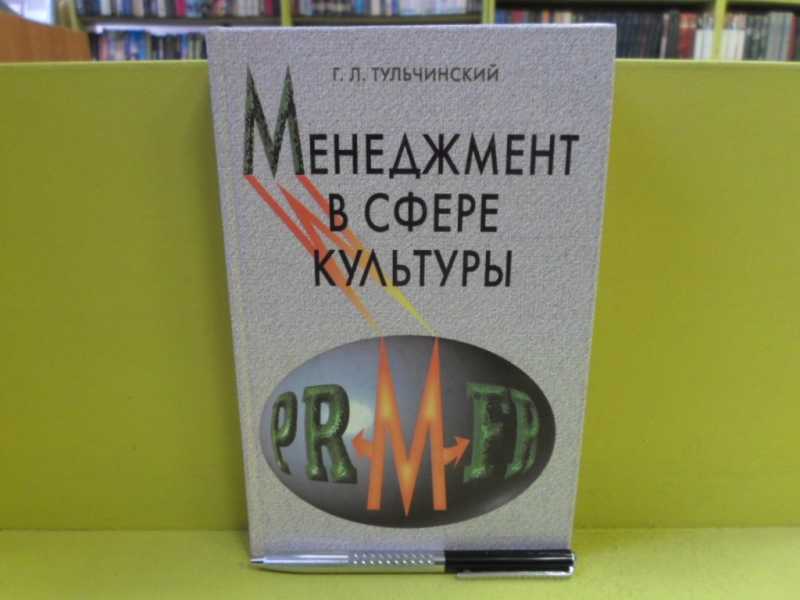 Г. Л. ТУЛЬЧИНСКИЙ
МЕНЕДЖМЕНТ
В СФЕРЕ
КУЛЬТУРЫ
PR M FR